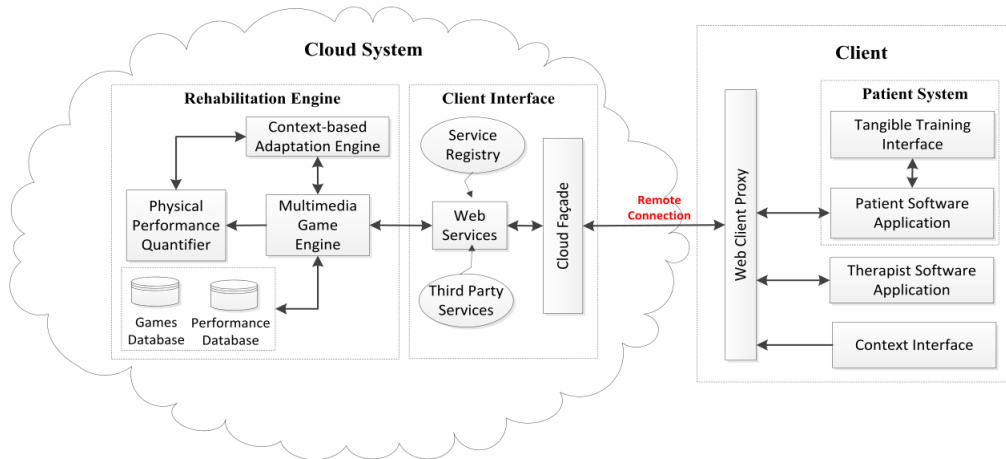 Cloud System
Rehabilitation Engine
Context-based
Adaptation Engine
Physical
Performance
Quantifier
Multimedia
Game
Engine
Games
Database
Performance
Database
Client Interface
Service
Registry
Web
Services
Third Party
Services
Cloud Façade
Remote
Connection
Client
Web Client Proxy
Patient System
Tangible Training
Interface
Patient Software
Application
Therapist Software
Application
Context Interface